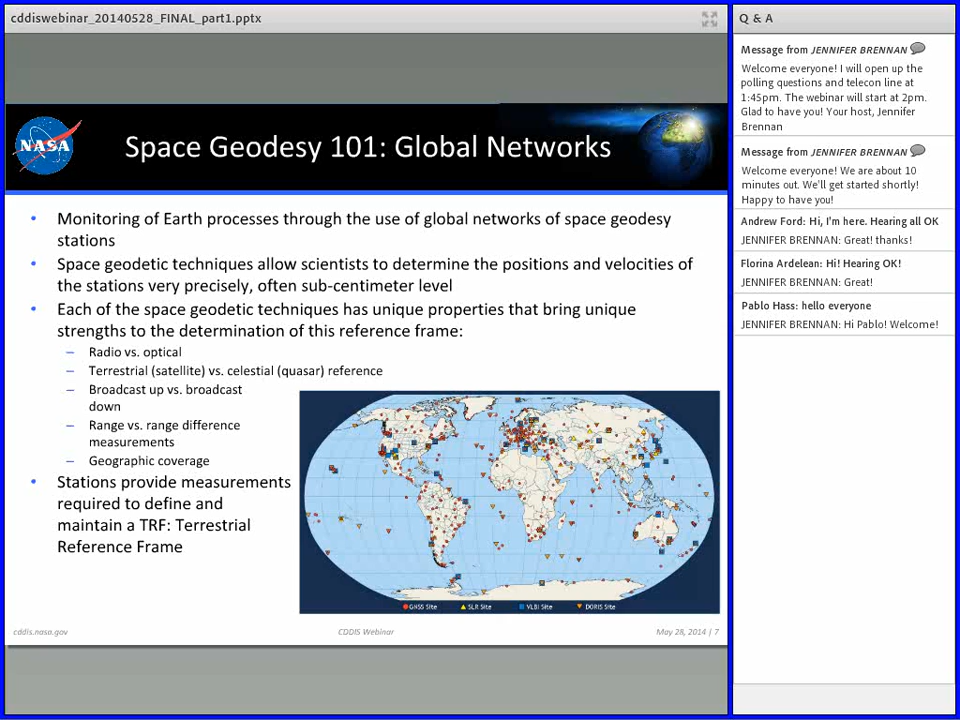 cddiswebinar_20140528_FINAL_part1.pptx
NASA
Space Geodesy 101: Global Networks
• Monitoring of Earth processes through the use of global networks of space geodesy
stations
• Space geodetic techniques allow scientists to determine the positions and velocities of
the stations very precisely, often sub-centimeter level
• Each of the space geodetic techniques has unique properties that bring unique
strengths to the determination of this reference frame:
– Radio vs. optical
– Terrestrial (satellite) vs. celestial (quasar) reference
– Broadcast up vs. broadcast
down
– Range vs. range difference
measurements
– Geographic coverage
• Stations provide measurements
required to define and
maintain a TRF: Terrestrial
Reference Frame
GNSS Site SLR Site VLBI Site DORIS Site
cddis.nasa.gov CDDIS Webinar May 28, 2014 | 7
Q & A
Message from JENNIFER BRENNAN
Welcome everyone! I will open up the
polling questions and telecon line at
1:45pm. The webinar will start at 2pm.
Glad to have you! Your host, Jennifer
Brennan
Message from JENNIFER BRENNAN
Welcome everyone! We are about 10
minutes out. We'll get started shortly!
Happy to have you!
Andrew Ford: Hi, I'm here. Hearing all OK
JENNIFER BRENNAN: Great! thanks!
Florina Ardelean: Hi! Hearing OK!
JENNIFER BRENNAN: Great!
Pablo Hass: hello everyone
JENNIFER BRENNAN: Hi Pablo! Welcome!